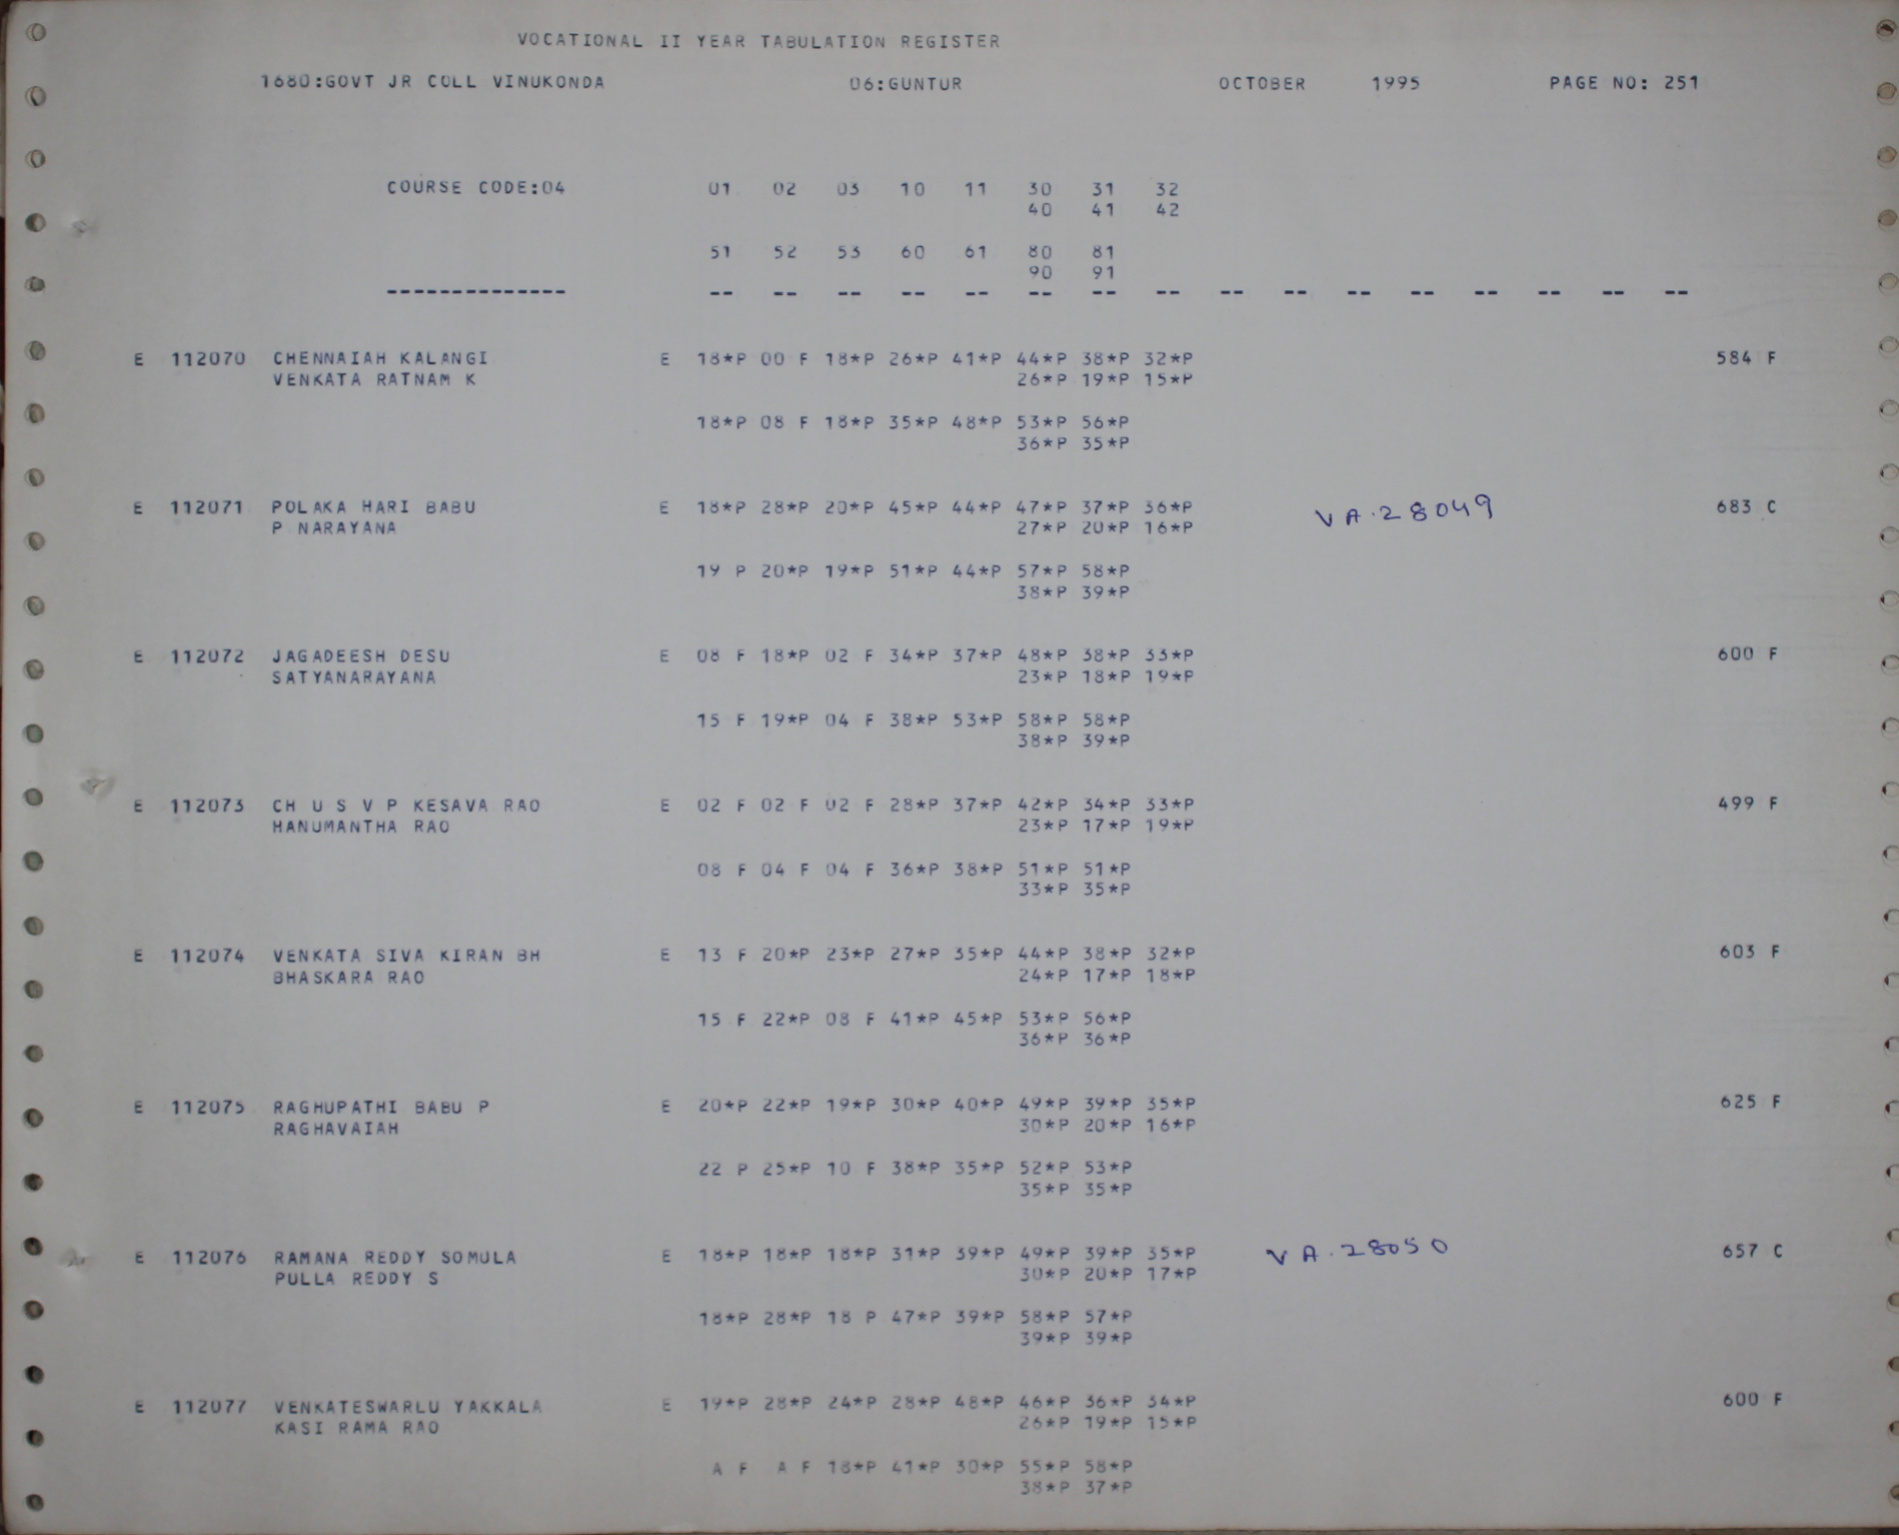 VOCATIONAL II YEAR TABULATION REGISTER
1680:GOVT JR COLL VINUKONDA 06:GUNTUR OCTOBER 1995 PAGE NO: 251
COURSE CODE:04 01 02 03 10 11 30 31 32
40 41 42
51 52 53 60 61 80 81
90 91
-------------- -- -- -- -- -- -- -- -- -- -- -- -- -- -- -- --
E 112070 CHENNAIAH KALANGI E 18*P 00 F 18*P 26*P 41*P 44*P 38*P 32*P 584 F
VENKATA RATNAM K 26*P 19*P 15*P
18*P 08 F 18*P 35*P 48*P 53*P 56*P
36*P 35*P
E 112071 POLAKA HARI BABU E 18*P 28*P 20*P 45*P 44*P 47*P 37*P 36*P VA.28049 683 C
P NARAYANA 27*P 20*P 16*P
19 P 20*P 19*P 51*P 44*P 57*P 58*P
38*P 39*P
E 112072 JAGADEESH DESU E 08 F 18*P 02 F 34*P 37*P 48*P 38*P 33*P 600 F
SATYANARAYANA 23*P 18*P 19*P
15 F 19*P 04 F 38*P 53*P 58*P 58*P
38*P 39*P
E 112073 CH U S V P KESAVA RAO E 02 F 02 F 02 F 28*P 37*P 42*P 34*P 33*P 499 F
HANUMANTHA RAO 23*P 17*P 19*P
08 F 04 F 04 F 36*P 38*P 51*P 51*P
33*P 35*P
E 112074 VENKATA SIVA KIRAN BH E 13 F 20*P 23*P 27*P 35*P 44*P 38*P 32*P 603 F
BHASKARA RAO 24*P 17*P 18*P
15 F 22*P 08 F 41*P 45*P 53*P 56*P
36*P 36*P
E 112075 RAGHUPATHI BABU P E 20*P 22*P 19*P 30*P 40*P 49*P 39*P 35*P 625 F
RAGHAVAIAH 30*P 20*P 16*P
22 P 25*P 10 F 38*P 35*P 52*P 53*P
35*P 35*P
E 112076 RAMANA REDDY SOMULA E 18*P 18*P 18*P 31*P 39*P 49*P 39*P 35*P VA.28050 657 C
PULLA REDDY S 30*P 20*P 17*P
18*P 28*P 18 P 47*P 39*P 58*P 57*P
39*P 39*P
E 112077 VENKATESWARLU YAKKALA E 19*P 28*P 24*P 28*P 48*P 46*P 36*P 34*P 600 F
KASI RAMA RAO 26*P 19*P 15*P
A F A F 18*P 41*P 30*P 55*P 58*P
38*P 37*P